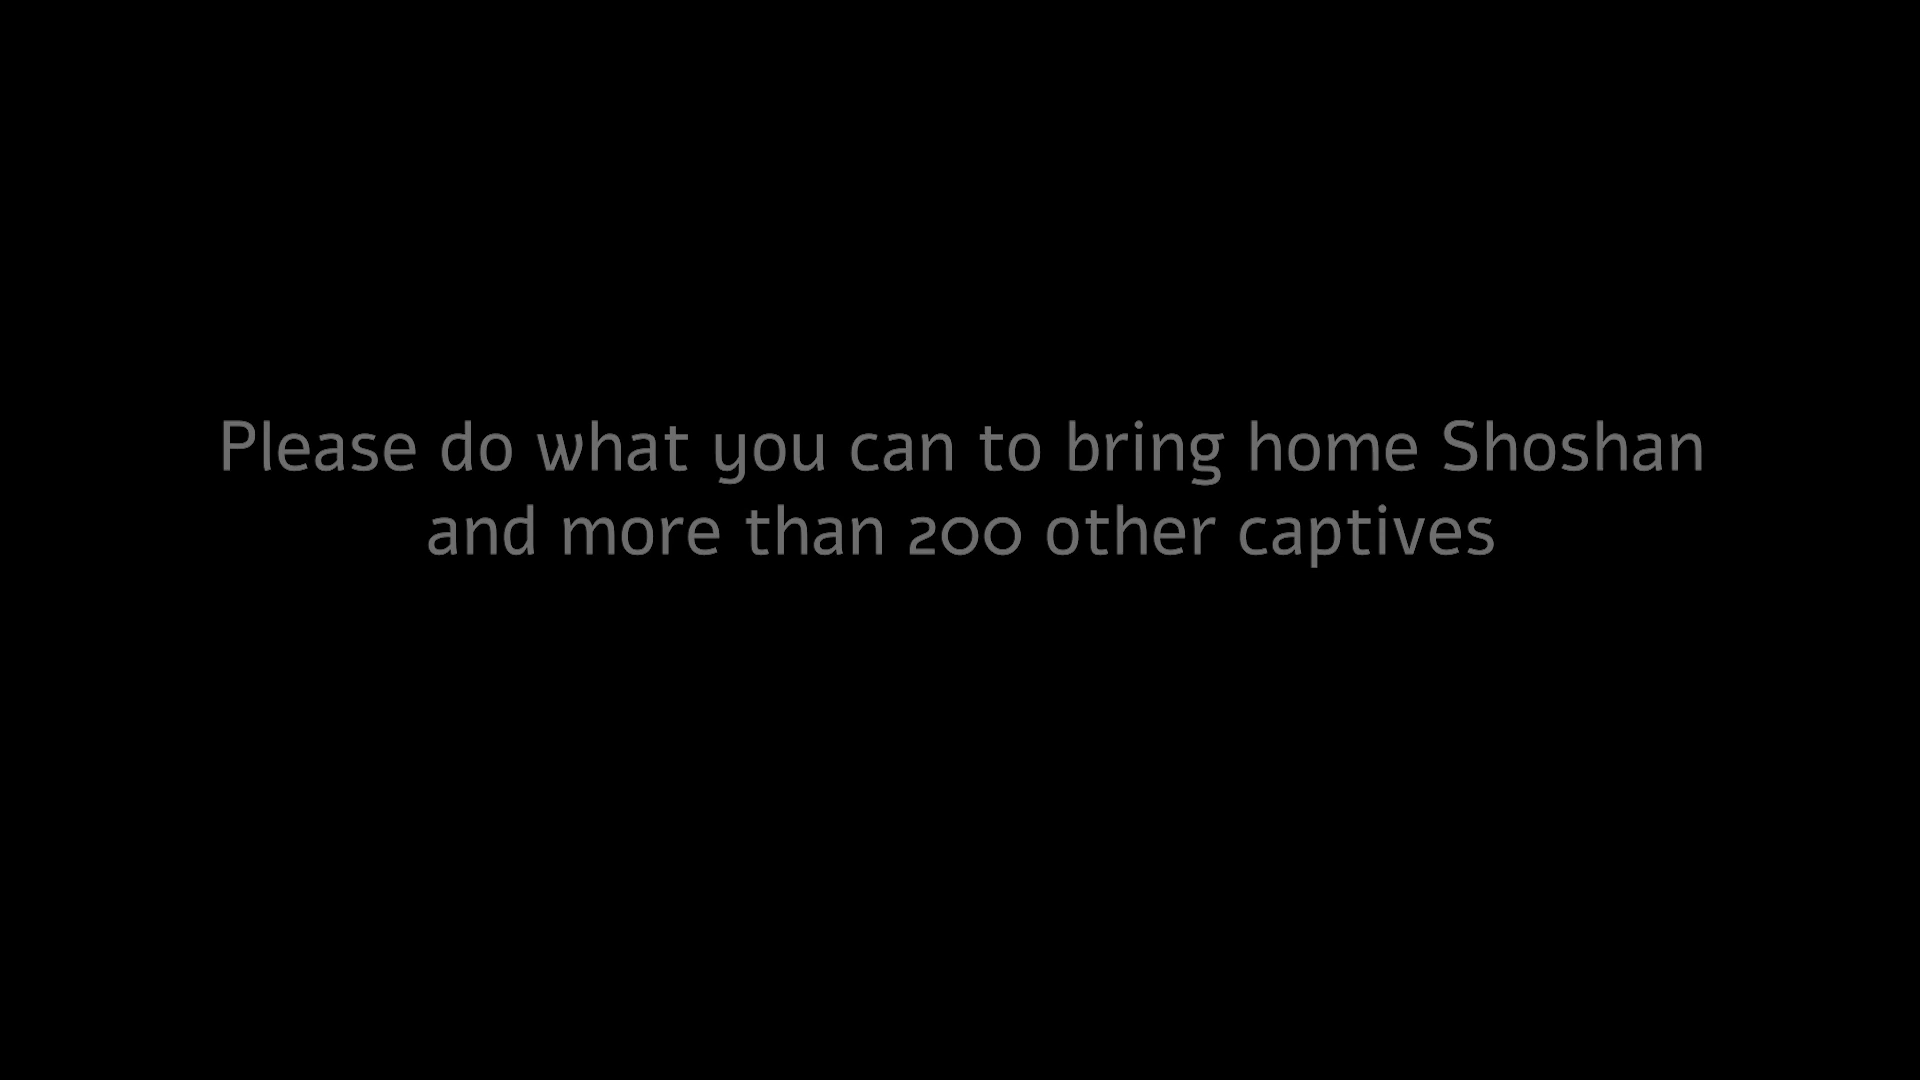 Please do what you can to bring home Shoshan
and more than 200 other captives